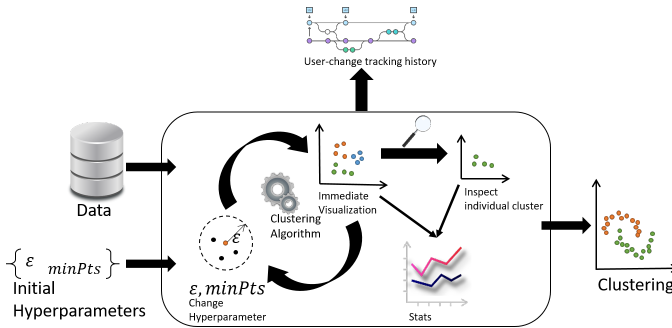 User-change tracking history
Data
Clustering
Algorithm
Immediate
Visualization
Inspect
individual cluster
ε
{ε minPts}
Initial
Hyperparameters
ε, minPts
Change
Hyperparameter
Stats
Clustering